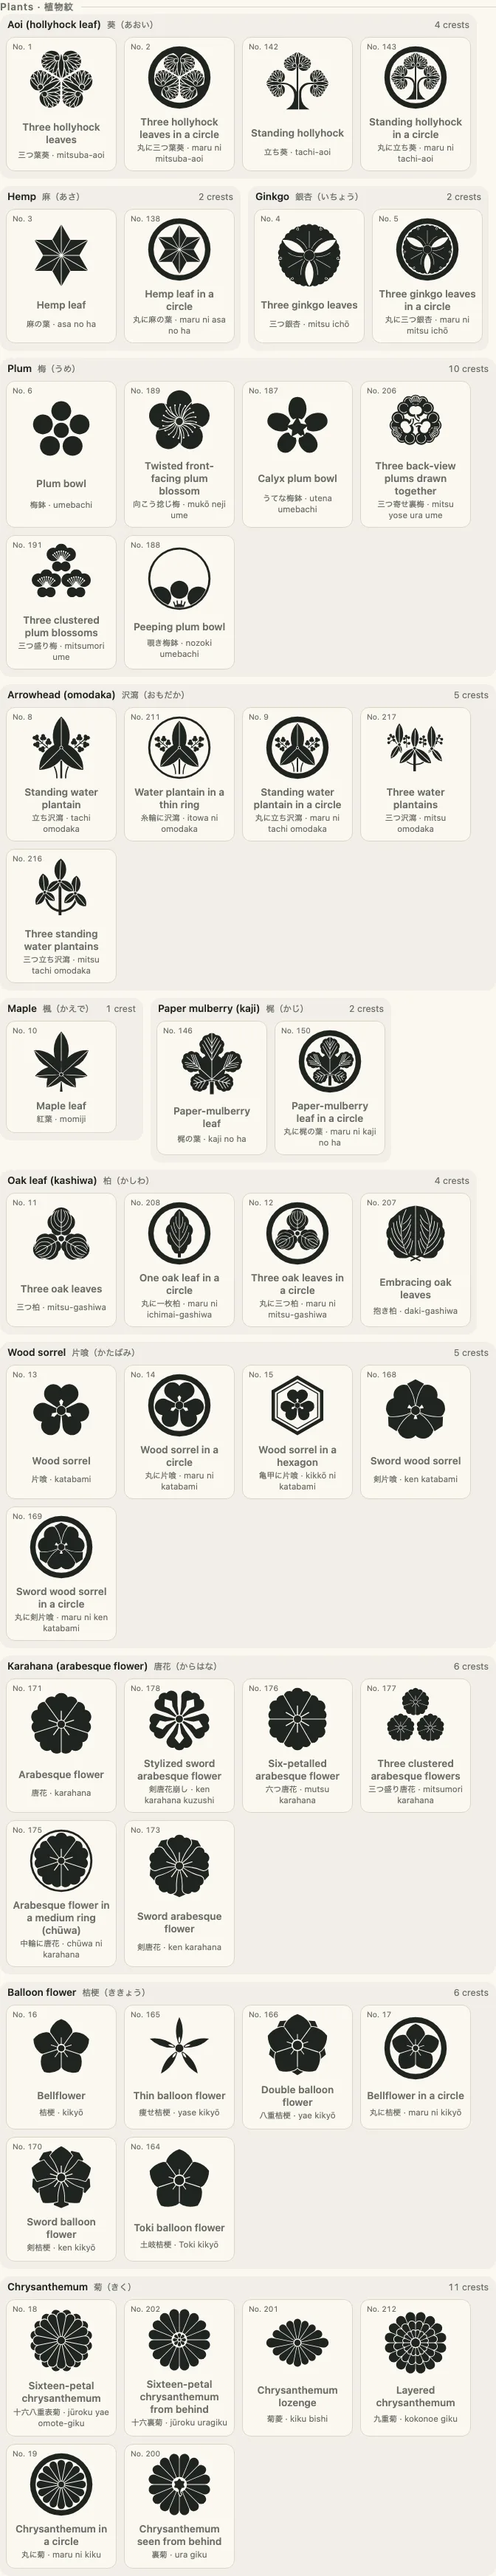 Plants · 植物紋
Aoi (hollyhock leaf) 葵（あおい） 4 crests
No. 1
Three hollyhock
leaves
三つ葉葵 · mitsuba-aoi
No. 2
Three hollyhock
leaves in a circle
丸に三つ葉葵 · maru ni
mitsuba-aoi
No. 142
Standing hollyhock
立ち葵 · tachi-aoi
No. 143
Standing hollyhock
in a circle
丸に立ち葵 · maru ni
tachi-aoi
Hemp 麻（あさ） 2 crests
No. 3
Hemp leaf
麻の葉 · asa no ha
No. 138
Hemp leaf in a
circle
丸に麻の葉 · maru ni asa
no ha
Ginkgo 銀杏（いちょう） 2 crests
No. 4
Three ginkgo leaves
三つ銀杏 · mitsu ichō
No. 5
Three ginkgo leaves
in a circle
丸に三つ銀杏 · maru ni
mitsu ichō
Plum 梅（うめ） 10 crests
No. 6
Plum bowl
梅鉢 · umebachi
No. 189
Twisted front-
facing plum
blossom
向こう捻じ梅 · mukō neji
ume
No. 187
Calyx plum bowl
うてな梅鉢 · utena
umebachi
No. 206
Three back-view
plums drawn
together
三つ寄せ裏梅 · mitsu
yose ura ume
No. 191
Three clustered
plum blossoms
三つ盛り梅 · mitsumori
ume
No. 188
Peeping plum bowl
覗き梅鉢 · nozoki
umebachi
Arrowhead (omodaka) 沢瀉（おもだか） 5 crests
No. 8
Standing water
plantain
立ち沢瀉 · tachi
omodaka
No. 211
Water plantain in a
thin ring
糸輪に沢瀉 · itowa ni
omodaka
No. 9
Standing water
plantain in a circle
丸に立ち沢瀉 · maru ni
tachi omodaka
No. 217
Three water
plantains
三つ沢瀉 · mitsu
omodaka
No. 216
Three standing
water plantains
三つ立ち沢瀉 · mitsu
tachi omodaka
Maple 楓（かえで） 1 crest
No. 10
Maple leaf
紅葉 · momiji
Paper mulberry (kaji) 梶（かじ） 2 crests
No. 146
Paper-mulberry
leaf
梶の葉 · kaji no ha
No. 150
Paper-mulberry
leaf in a circle
丸に梶の葉 · maru ni kaji
no ha
Oak leaf (kashiwa) 柏（かしわ） 4 crests
No. 11
Three oak leaves
三つ柏 · mitsu-gashiwa
No. 208
One oak leaf in a
circle
丸に一枚柏 · maru ni
ichimai-gashiwa
No. 12
Three oak leaves in
a circle
丸に三つ柏 · maru ni
mitsu-gashiwa
No. 207
Embracing oak
leaves
抱き柏 · daki-gashiwa
Wood sorrel 片喰（かたばみ） 5 crests
No. 13
Wood sorrel
片喰 · katabami
No. 14
Wood sorrel in a
circle
丸に片喰 · maru ni
katabami
No. 15
Wood sorrel in a
hexagon
亀甲に片喰 · kikkō ni
katabami
No. 168
Sword wood sorrel
剣片喰 · ken katabami
No. 169
Sword wood sorrel
in a circle
丸に剣片喰 · maru ni ken
katabami
Karahana (arabesque flower) 唐花（からはな） 6 crests
No. 171
Arabesque flower
唐花 · karahana
No. 178
Stylized sword
arabesque flower
剣唐花崩し · ken
karahana kuzushi
No. 176
Six-petalled
arabesque flower
六つ唐花 · mutsu
karahana
No. 177
Three clustered
arabesque flowers
三つ盛り唐花 · mitsumori
karahana
No. 175
Arabesque flower in
a medium ring
(chūwa)
中輪に唐花 · chūwa ni
karahana
No. 173
Sword arabesque
flower
剣唐花 · ken karahana
Balloon flower 桔梗（ききょう） 6 crests
No. 16
Bellflower
桔梗 · kikyō
No. 165
Thin balloon flower
痩せ桔梗 · yase kikyō
No. 166
Double balloon
flower
八重桔梗 · yae kikyō
No. 17
Bellflower in a circle
丸に桔梗 · maru ni kikyō
No. 170
Sword balloon
flower
剣桔梗 · ken kikyō
No. 164
Toki balloon flower
土岐桔梗 · Toki kikyō
Chrysanthemum 菊（きく） 11 crests
No. 18
Sixteen-petal
chrysanthemum
十六八重表菊 · jūroku yae
omote-giku
No. 202
Sixteen-petal
chrysanthemum
from behind
十六裏菊 · jūroku uragiku
No. 201
Chrysanthemum
lozenge
菊菱 · kiku bishi
No. 212
Layered
chrysanthemum
九重菊 · kokonoe giku
No. 19
Chrysanthemum in
a circle
丸に菊 · maru ni kiku
No. 200
Chrysanthemum
seen from behind
裏菊 · ura giku